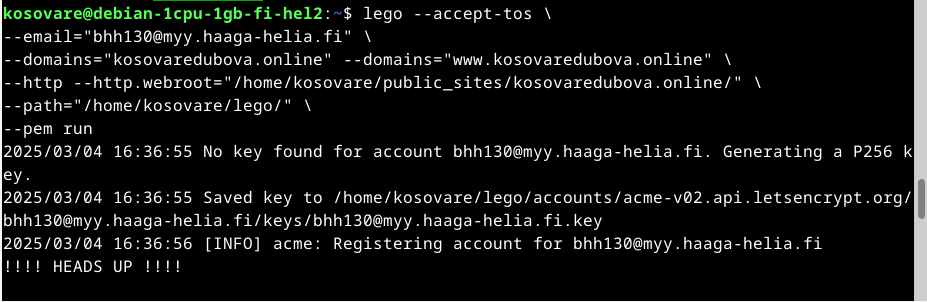 kosovare@debian-1cpu-1gb-fi-hel2:~$ lego --accept-tos \
--email="bhh130@myy.haaga-helia.fi" \
--domains="kosovaredubova.online" --domains="www.kosovaredubova.online" \
--http --http.webroot="/home/kosovare/public_sites/kosovaredubova.online/" \
--path="/home/kosovare/lego/" \
--pem run
2025/03/04 16:36:55 No key found for account bhh130@myy.haaga-helia.fi. Generating a P256 k
ey.
2025/03/04 16:36:55 Saved key to /home/kosovare/lego/accounts/acme-v02.api.letsencrypt.org/
bhh130@myy.haaga-helia.fi/keys/bhh130@myy.haaga-helia.fi.key
2025/03/04 16:36:56 [INFO] acme: Registering account for bhh130@myy.haaga-helia.fi
!!!! HEADS UP !!!!